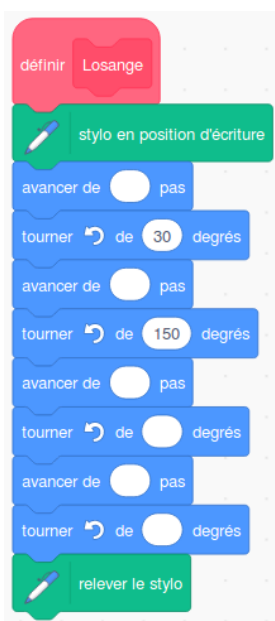 définir Losange
stylo en position d'écriture
avancer de pas
tourner de 30 degrés
avancer de pas
tourner de 150 degrés
avancer de pas
tourner de degrés
avancer de pas
tourner de degrés
relever le stylo